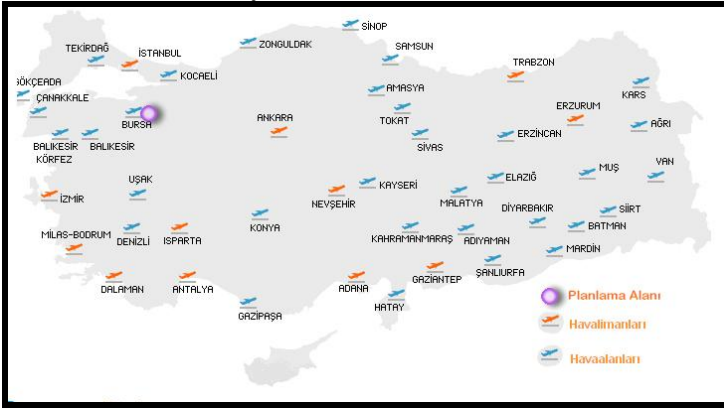 SİNOP
TEKİRDAĞ
İSTANBUL
ZONGULDAK
SAMSUN
KOCAELİ
TRABZON
GÖKÇEADA
ÇANAKKALE
AMASYA
KARS
ANKARA
TOKAT
ERZURUM
BURSA
AĞRI
BALIKESİR
KÖRFEZ
BALIKESİR
SİVAS
ERZİNCAN
UŞAK
MUŞ
VAN
KAYSERİ
ELAZIĞ
İZMİR
NEVŞEHİR
MALATYA
DİYARBAKIR
SİİRT
MİLAS-BODRUM
DENİZLİ
ISPARTA
KONYA
KAHRAMANMARAŞ
ADIYAMAN
BATMAN
MARDİN
DALAMAN
ANTALYA
ADANA
GAZİANTEP
ŞANLIURFA
GAZİPAŞA
HATAY
Planlama Alanı
Havalimanları
Havaalanları